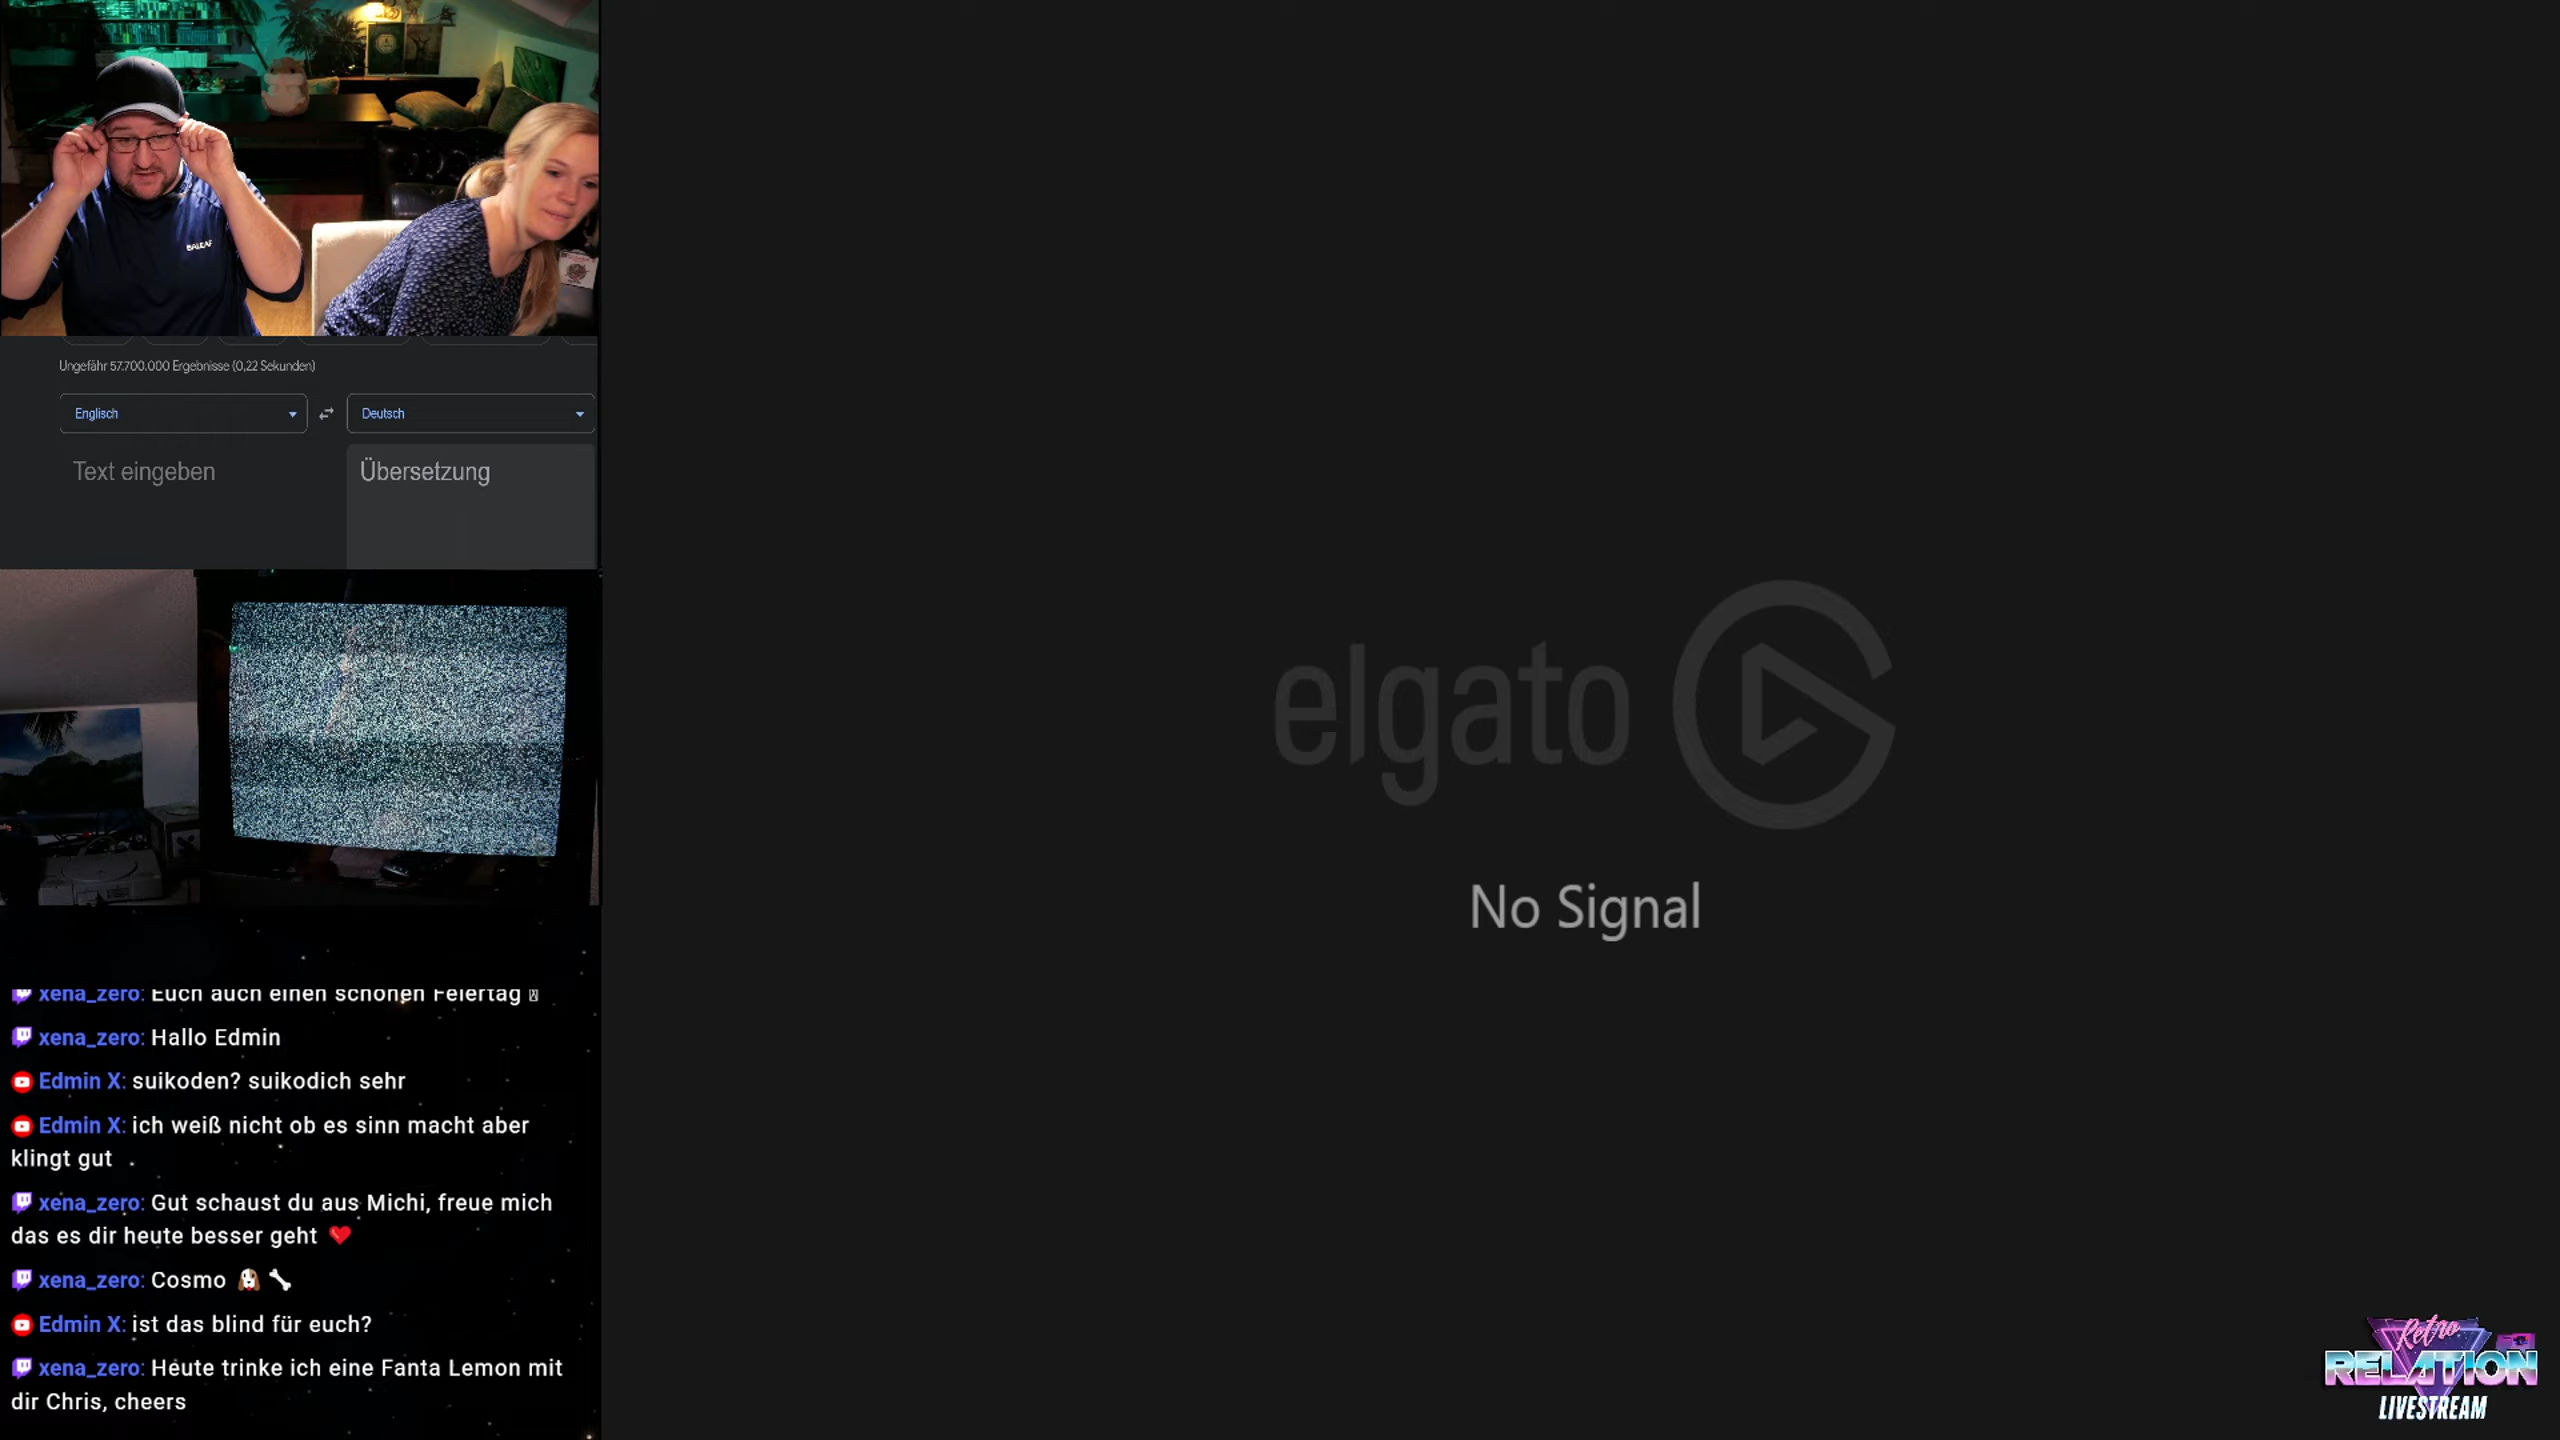 BALEAF
Ungefähr 57.700.000 Ergebnisse (0,22 Sekunden)
Englisch
Deutsch
Text eingeben
Übersetzung
xena_zero: Euch auch einen schönen Feiertag
xena_zero: Hallo Edmin
Edmin X: suikoden? suikodich sehr
Edmin X: ich weiß nicht ob es sinn macht aber
klingt gut
xena_zero: Gut schaust du aus Michi, freue mich
das es dir heute besser geht ❤️
xena_zero: Cosmo 🐶 🦴
Edmin X: ist das blind für euch?
xena_zero: Heute trinke ich eine Fanta Lemon mit
dir Chris, cheers
elgato
No Signal
Retro
RELATION
LIVESTREAM